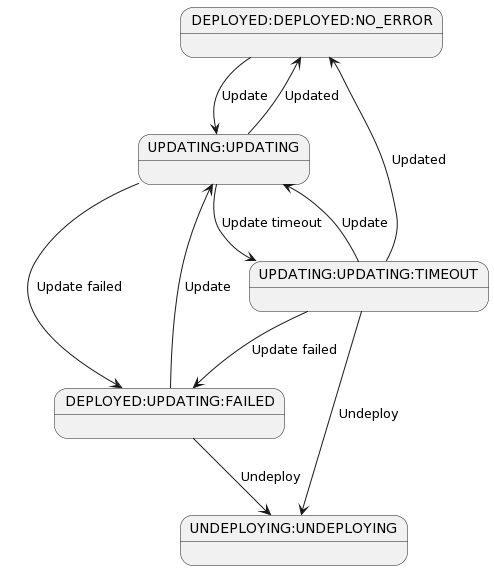 DEPLOYED:DEPLOYED:NO_ERROR
Update
Updated
UPDATING:UPDATING
Updated
Update timeout
Update
UPDATING:UPDATING:TIMEOUT
Update failed
Update
Update failed
DEPLOYED:UPDATING:FAILED
Undeploy
Undeploy
UNDEPLOYING:UNDEPLOYING